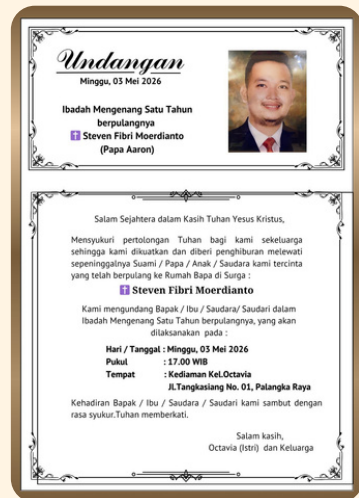 Undangan
Minggu, 03 Mei 2026
Ibadah Mengenang Satu Tahun
berpulangnya
✝️ Steven Fibri Moerdianto
(Papa Aaron)
Salam Sejahtera dalam Kasih Tuhan Yesus Kristus,
Mensyukuri pertolongan Tuhan bagi kami sekeluarga
sehingga kami dikuatkan dan diberi penghiburan melewati
sepeninggalnya Suami / Papa / Anak / Saudara kami tercinta
yang telah berpulang ke Rumah Bapa di Surga :
✝️ Steven Fibri Moerdianto
Kami mengundang Bapak / Ibu / Saudara/ Saudari dalam
Ibadah Mengenang Satu Tahun berpulangnya, yang akan
dilaksanakan pada :
Hari / Tanggal : Minggu, 03 Mei 2026
Pukul : 17.00 WIB
Tempat : Kediaman Kel.Octavia
Jl.Tangkasiang No. 01, Palangka Raya
Kehadiran Bapak / Ibu / Saudara / Saudari kami sambut dengan
rasa syukur.Tuhan memberkati.
Salam kasih,
Octavia (Istri) dan Keluarga